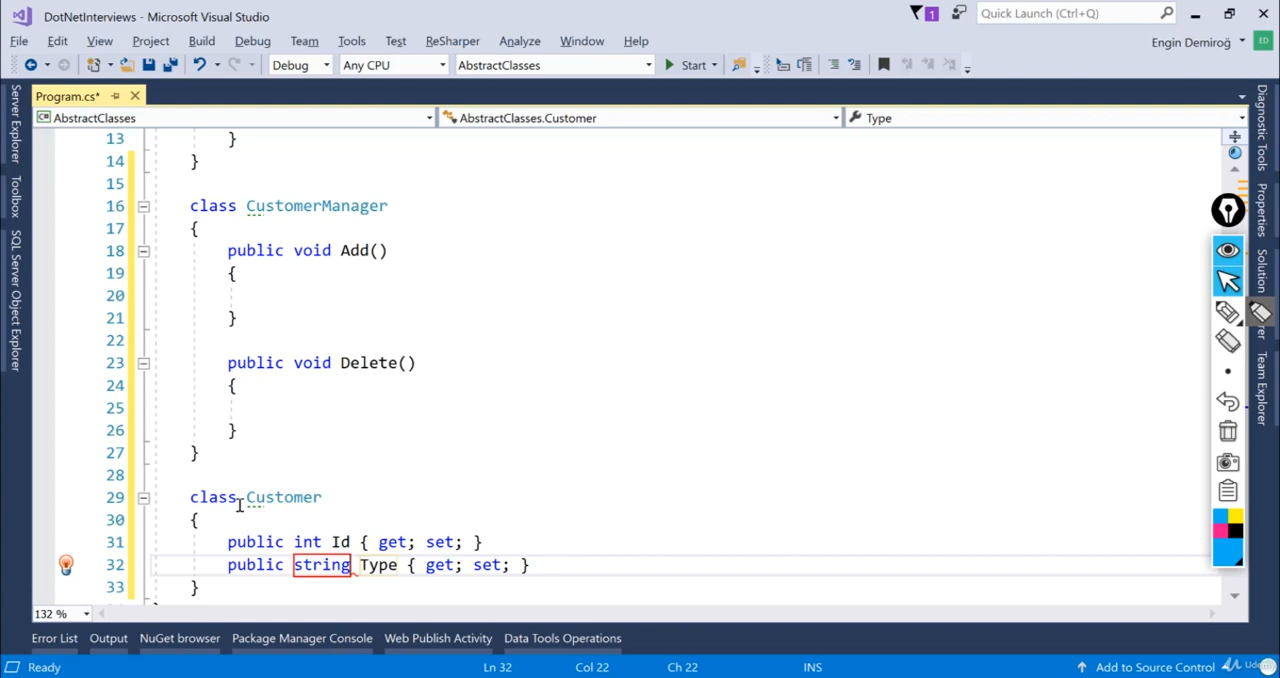 DotNetInterviews - Microsoft Visual Studio
1
Quick Launch (Ctrl+Q)
File Edit View Project Build Debug Team Tools Test ReSharper Analyze Window Help
Engin Demiroğ
ED
Debug Any CPU AbstractClasses Start
Program.cs*
AbstractClasses AbstractClasses.Customer Type
Server Explorer
Toolbox
SQL Server Object Explorer
13 }
14 }
15
16 class CustomerManager
17 {
18 public void Add()
19 {
20
21 }
22
23 public void Delete()
24 {
25
26 }
27 }
28
29 class Customer
30 {
31 public int Id { get; set; }
32 public string Type { get; set; }
33 }
Diagnostic Tools
Properties
Team Explorer
132 %
Error List Output NuGet browser Package Manager Console Web Publish Activity Data Tools Operations
Ready Ln 32 Col 22 Ch 22 INS Add to Source Control
Udemy